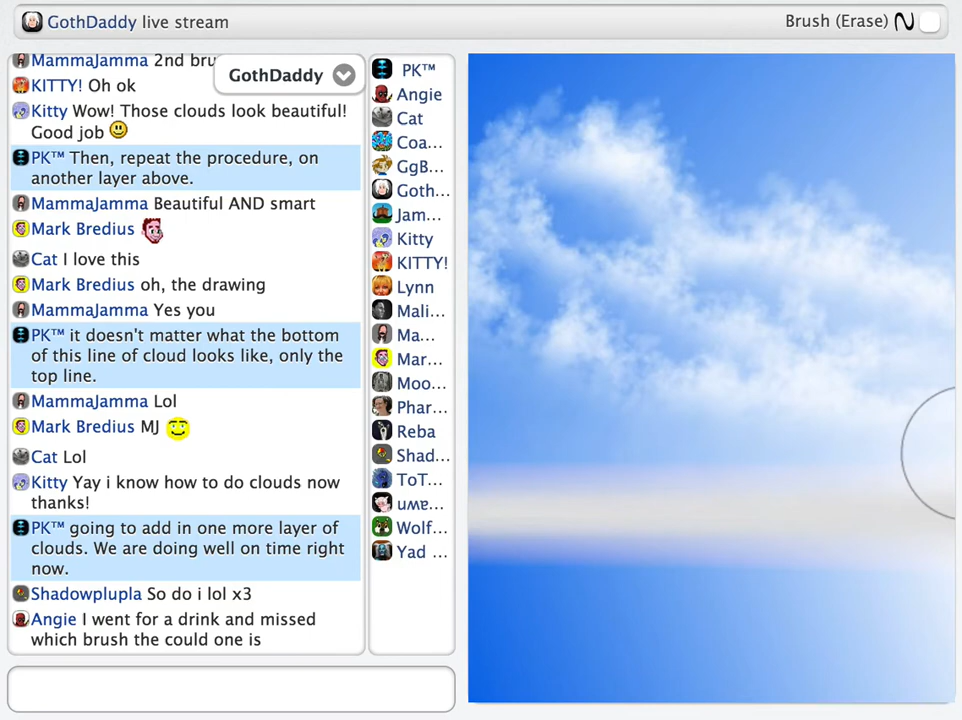 GothDaddy live stream
Brush (Erase)
MammaJamma 2nd bru
GothDaddy
KITTY! Oh ok
Kitty Wow! Those clouds look beautiful!
Good job
PK™ Then, repeat the procedure, on
another layer above.
MammaJamma Beautiful AND smart
Mark Bredius
Cat I love this
Mark Bredius oh, the drawing
MammaJamma Yes you
PK™ it doesn't matter what the bottom
of this line of cloud looks like, only the
top line.
MammaJamma Lol
Mark Bredius MJ
Cat Lol
Kitty Yay i know how to do clouds now
thanks!
PK™ going to add in one more layer of
clouds. We are doing well on time right
now.
Shadowplupla So do i lol x3
Angie I went for a drink and missed
which brush the could one is
PK™
Angie
Cat
Coa...
GgB...
Goth...
Jam...
Kitty
KITTY!
Lynn
Mali...
Ma...
Mar...
Moo...
Phar...
Reba
Shad...
ToT...
uʍɐ...
Wolf...
Yad ...